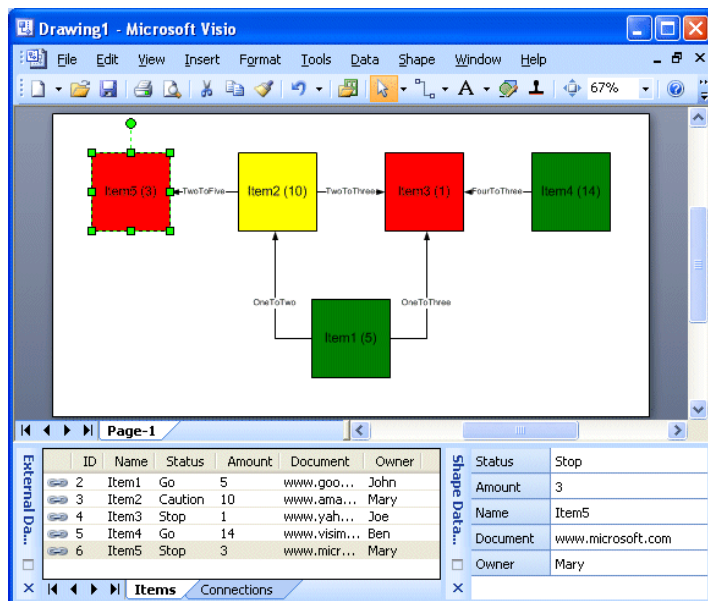 Drawing1 - Microsoft Visio
File Edit View Insert Format Tools Data Shape Window Help
A 67%
Item5 (3) TwoToFive Item2 (10) TwoToThree Item3 (1) FourToThree Item4 (14)
OneToTwo OneToThree
Item1 (5)
Page-1
External Da...
ID Name Status Amount Document Owner
2 Item1 Go 5 www.goo... John
3 Item2 Caution 10 www.ama... Mary
4 Item3 Stop 1 www.yah... Joe
5 Item4 Go 14 www.visim... Ben
6 Item5 Stop 3 www.micr... Mary
Items Connections
Shape Data...
Status Stop
Amount 3
Name Item5
Document www.microsoft.com
Owner Mary